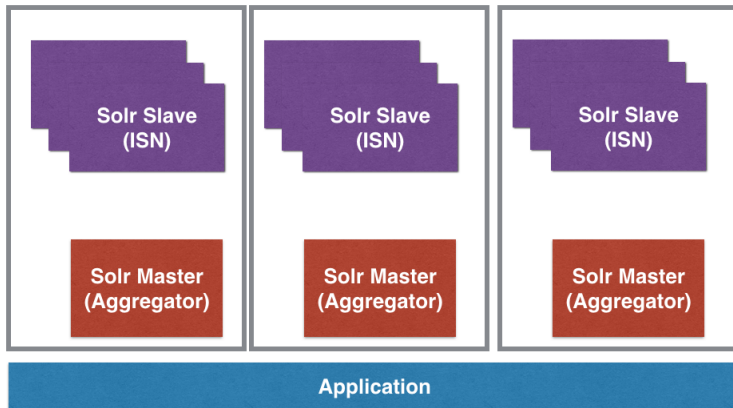 Solr Slave
(ISN)
Solr Slave
(ISN)
Solr Slave
(ISN)
Solr Master
(Aggregator)
Solr Master
(Aggregator)
Solr Master
(Aggregator)
Application